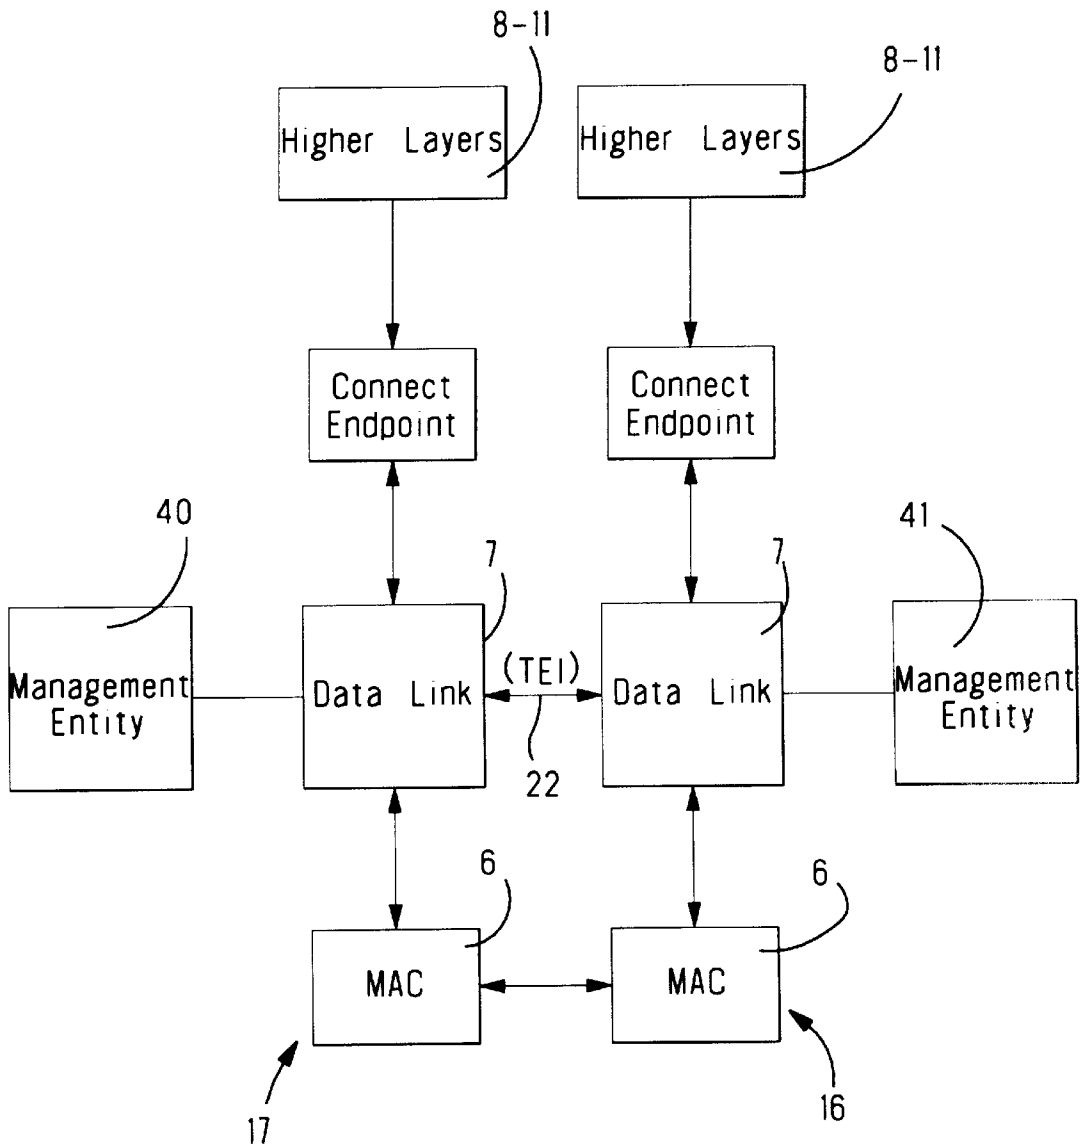 8-11
8-11
Higher Layers
Higher Layers
Connect
Endpoint
Connect
Endpoint
40
7
7
41
Management
Entity
Data Link
(TEI)
22
Data Link
Management
Entity
6
6
MAC
MAC
17
16